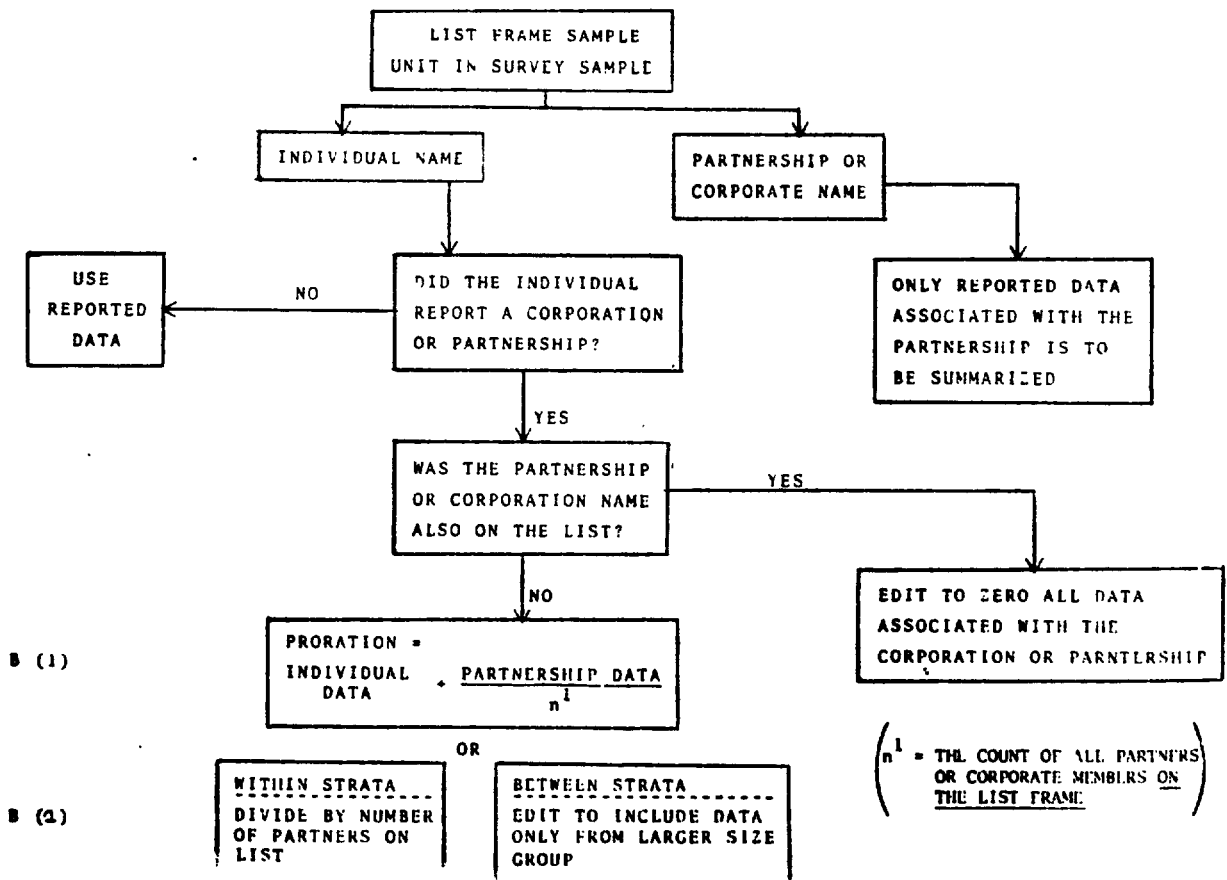 LIST FRAME SAMPLE
UNIT IN SURVEY SAMPLE
INDIVIDUAL NAME
PARTNERSHIP OR
CORPORATE NAME
USE
REPORTED
DATA
NO
DID THE INDIVIDUAL
REPORT A CORPORATION
OR PARTNERSHIP?
ONLY REPORTED DATA
ASSOCIATED WITH THE
PARTNERSHIP IS TO
BE SUMMARIZED
YES
WAS THE PARTNERSHIP
OR CORPORATION NAME
ALSO ON THE LIST?
YES
NO
EDIT TO ZERO ALL DATA
ASSOCIATED WITH THE
CORPORATION OR PARNTERSHIP
B (1)
PRORATION =
INDIVIDUAL
DATA
+ PARTNERSHIP DATA
n1
OR
(n1 = THE COUNT OF ALL PARTNERS
OR CORPORATE MEMBERS ON
THE LIST FRAME)
B (2)
WITHIN STRATA
DIVIDE BY NUMBER
OF PARTNERS ON
LIST
BETWEEN STRATA
EDIT TO INCLUDE DATA
ONLY FROM LARGER SIZE
GROUP